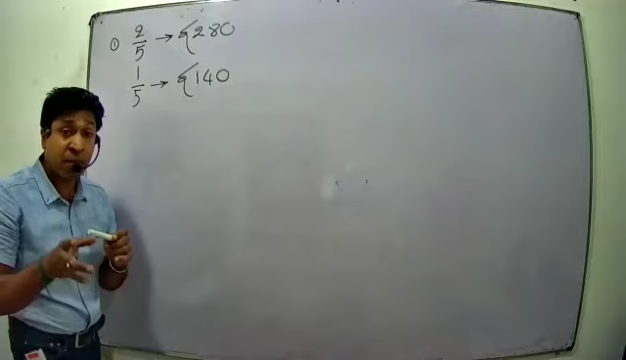 ① 2/5 → ₹280
1/5 → ₹140